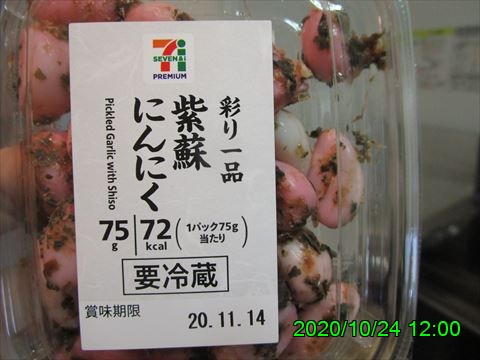 SEVEN&i
PREMIUM
彩り一品
紫蘇
にんにく
Pickled Garlic with Shiso
75g
72kcal
(1パック75g当たり)
要冷蔵
賞味期限
20.11.14
2020/10/24 12:00